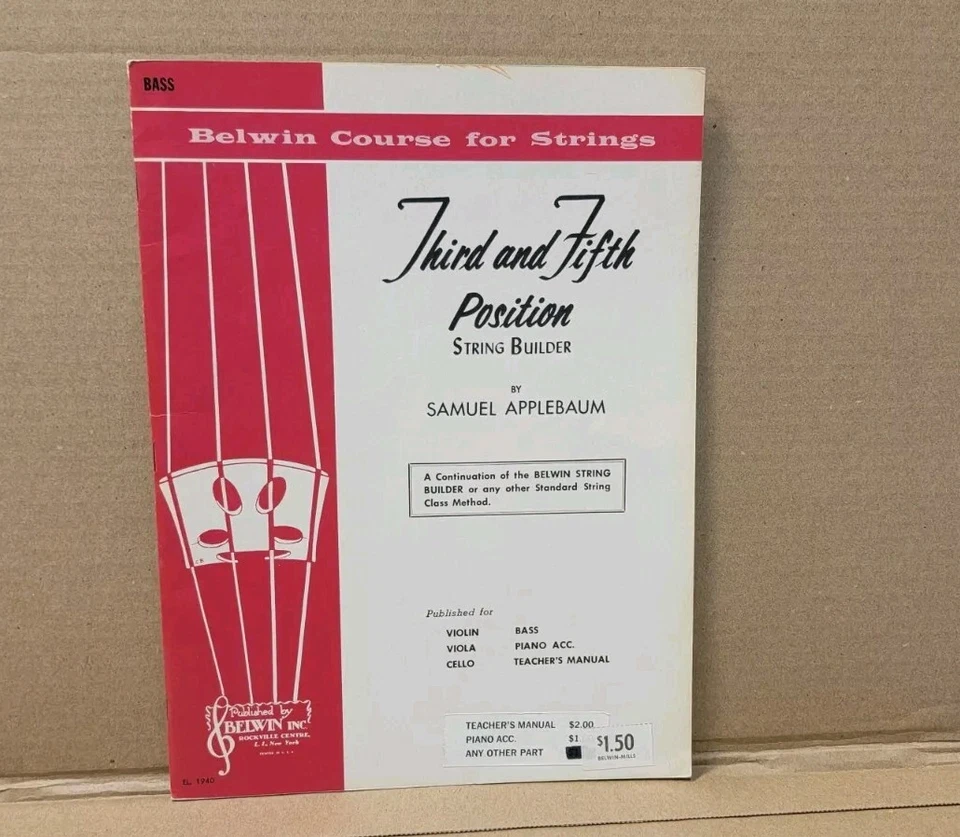 BASS
Belwin Course for Strings
Third and Fifth
Position
STRING BUILDER
BY
SAMUEL APPLEBAUM
A Continuation of the BELWIN STRING
BUILDER or any other Standard String
Class Method.
Published for
VIOLIN BASS
VIOLA PIANO ACC.
CELLO TEACHER'S MANUAL
TEACHER'S MANUAL $2.00
PIANO ACC. $1
ANY OTHER PART
$1.50
BELWIN-MILLS
Published by
BELWIN INC.
ROCKVILLE CENTRE,
L. I., New York
PRINTED IN U.S.A.
EL. 1940